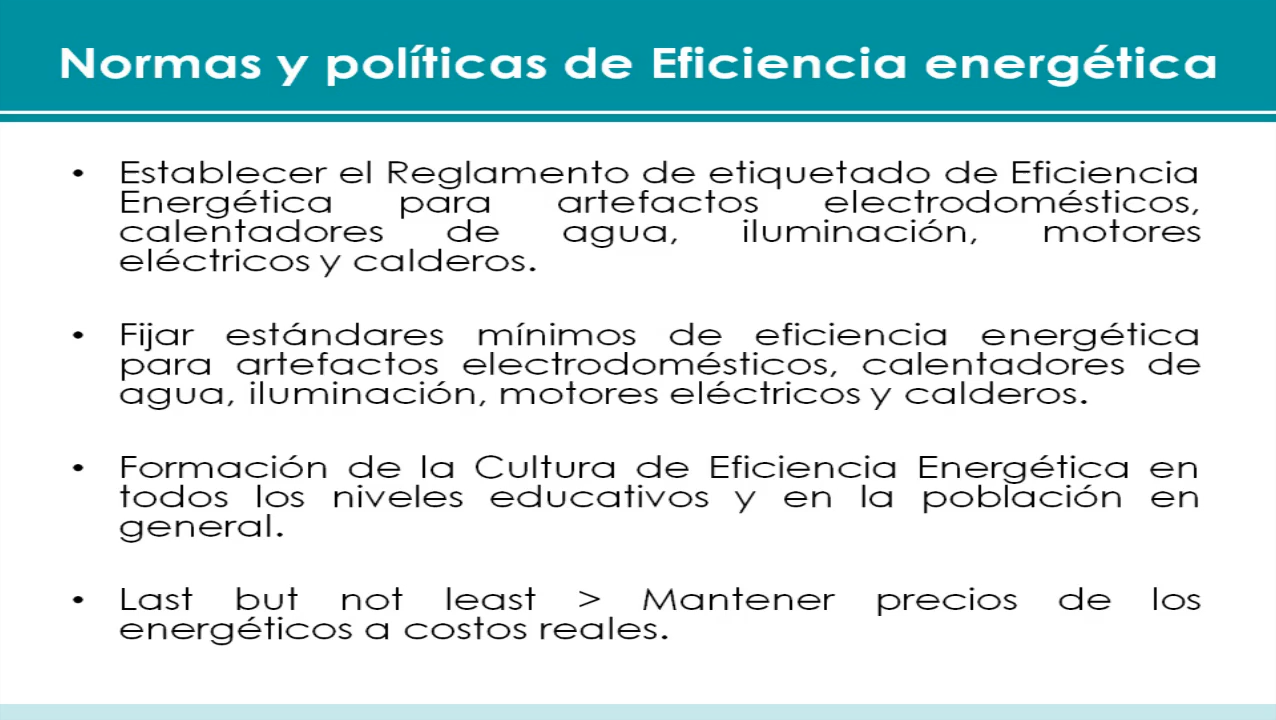 Normas y políticas de Eficiencia energética
• Establecer el Reglamento de etiquetado de Eficiencia
Energética para artefactos electrodomésticos,
calentadores de agua, iluminación, motores
eléctricos y calderos.
• Fijar estándares mínimos de eficiencia energética
para artefactos electrodomésticos, calentadores de
agua, iluminación, motores eléctricos y calderos.
• Formación de la Cultura de Eficiencia Energética en
todos los niveles educativos y en la población en
general.
• Last but not least > Mantener precios de los
energéticos a costos reales.